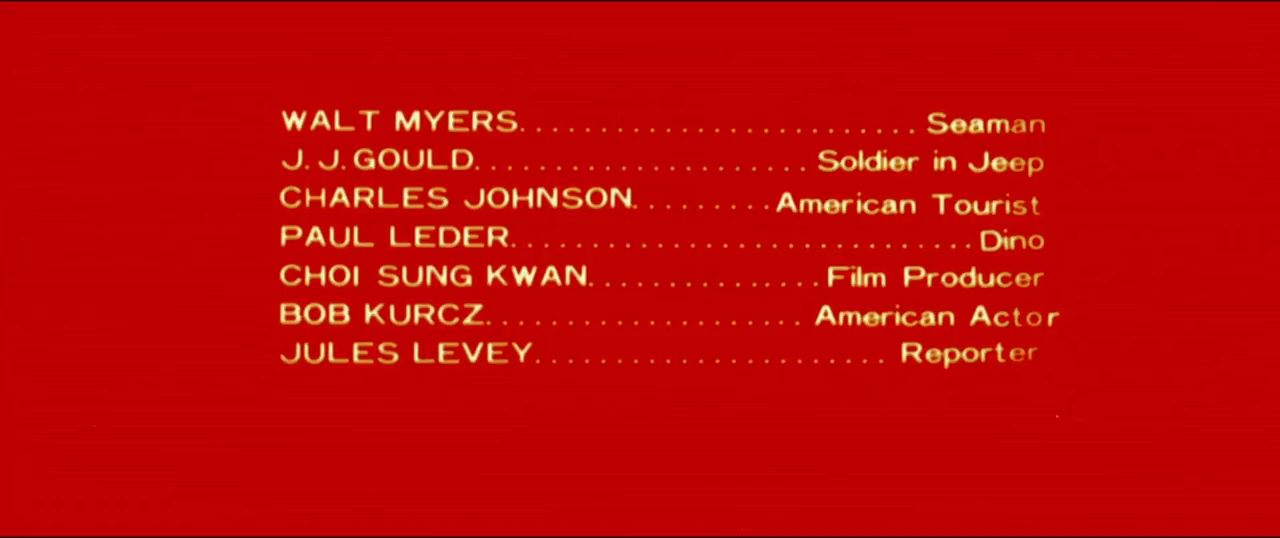 WALT MYERS......................... Seaman
J. J. GOULD..................... Soldier in Jeep
CHARLES JOHNSON.........American Tourist
PAUL LEDER.............................Dino
CHOI SUNG KWAN...............Film Producer
BOB KURCZ.................... American Actor
JULES LEVEY...................... Reporter